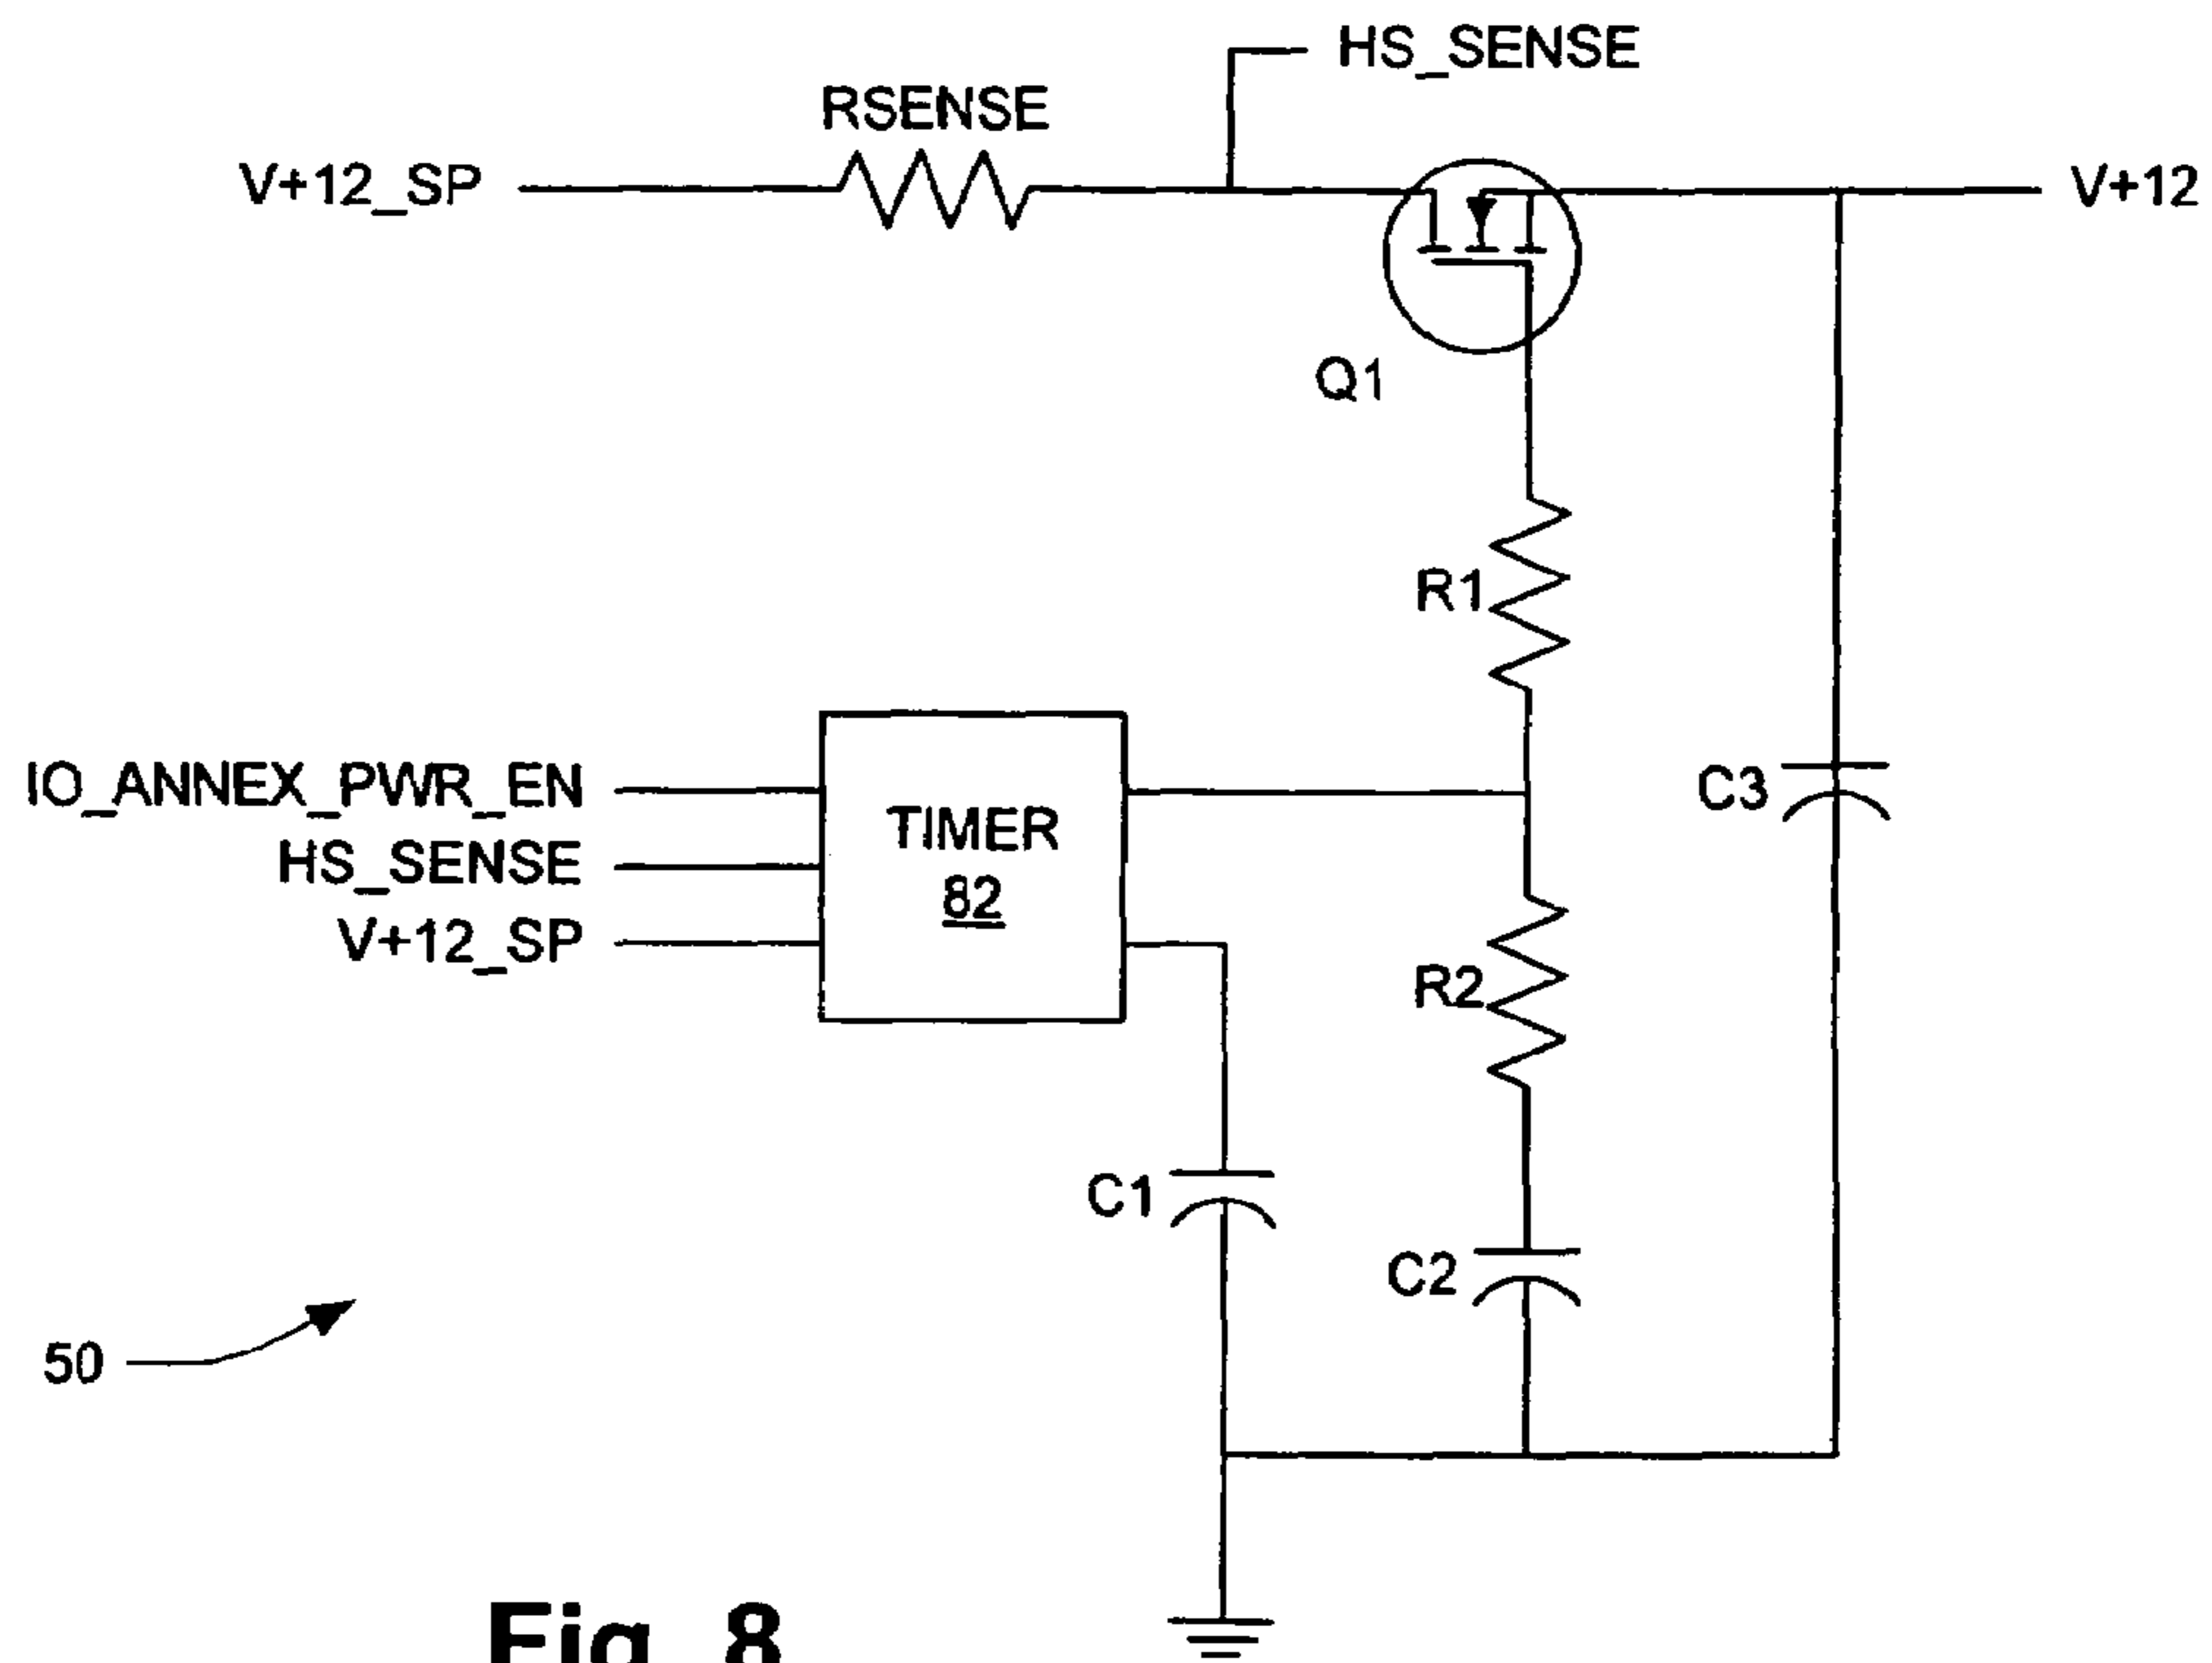 HS_SENSE
RSENSE
V+12_SP
V+12
Q1
R1
IO_ANNEX_PWR_EN
HS_SENSE
V+12_SP
TIMER
82
C3
R2
C1
C2
50
Fig. 8